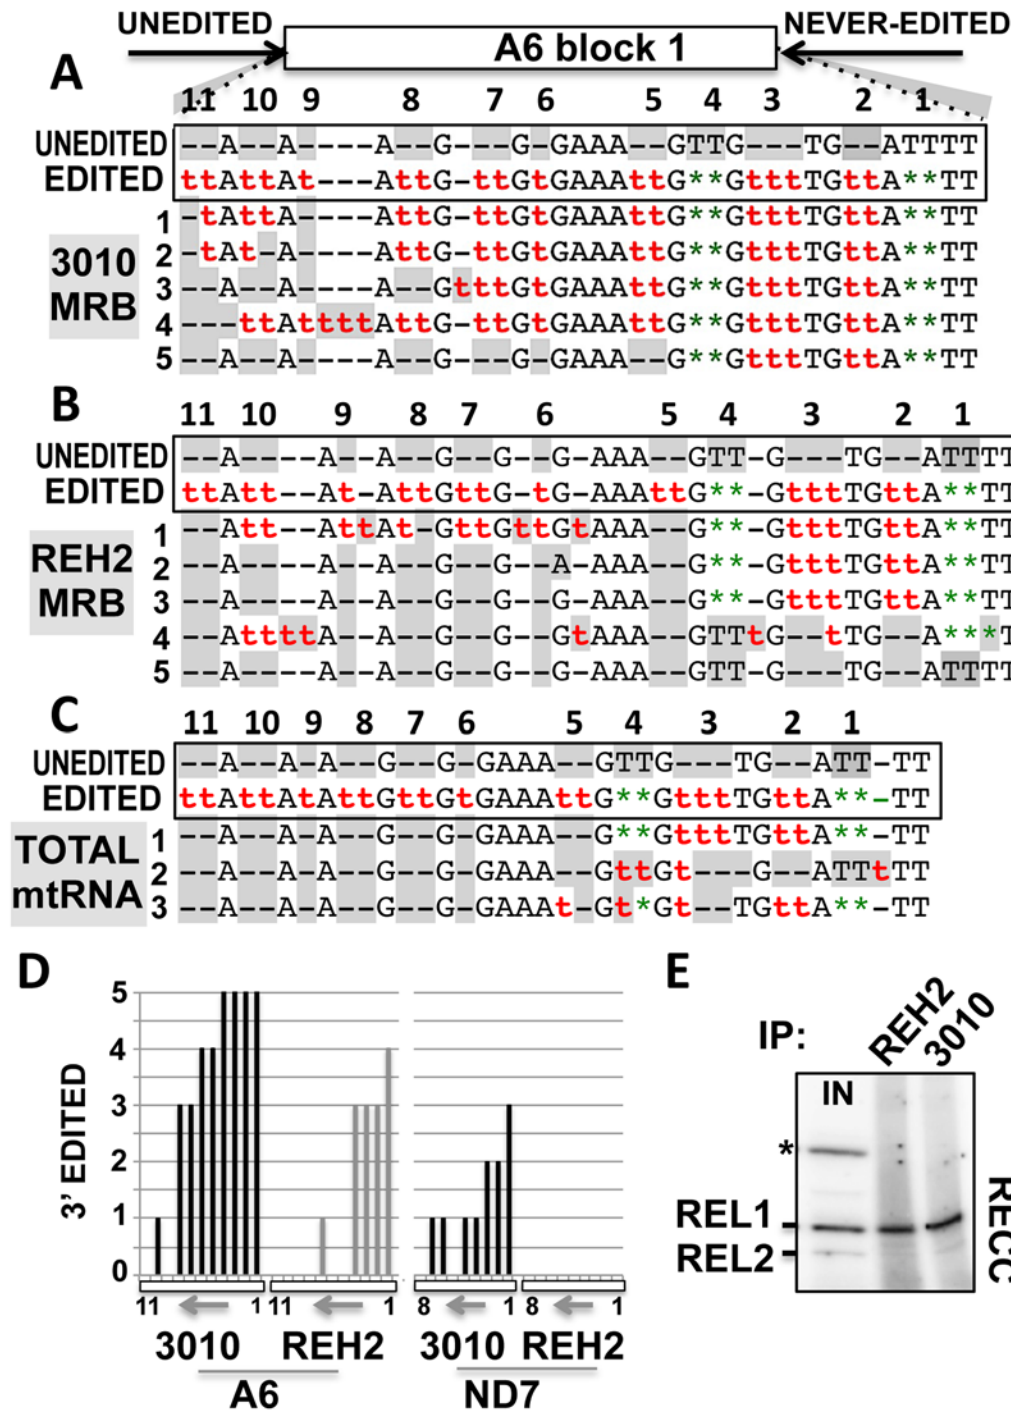 UNEDITED A6 block 1 NEVER-EDITED
A
11 10 9 8 7 6 5 4 3 2 1
UNEDITED --A--A----A--G---G-GAAA--GTTG---TG--ATTTT
EDITED ttAttAt---AttG-ttGtGAAAttG**GtttTGttA**TT
3010 MRB
1 -tAttA----AttG-ttGtGAAAttG**GtttTGttA**TT
2 -tAt-A----AttG-ttGtGAAAttG**GtttTGttA**TT
3 --A--A----A--GtttGtGAAAttG**GtttTGttA**TT
4 ---ttAttttAttG-ttGtGAAAttG**GtttTGttA**TT
5 --A--A----A--G---G-GAAA--G**GtttTGttA**TT
B
11 10 9 8 7 6 5 4 3 2 1
UNEDITED --A----A--A--G--G--G-AAA--GTT-G---TG--ATTTT
EDITED ttAtt--At-AttGttG-tG-AAAttG**-GtttTGttA**TT
REH2 MRB
1 --Att--AttAt-GttGttGtAAA--G**-GtttTGttA**TT
2 --A----A--A--G--G--A-AAA--G**-GtttTGttA**TT
3 --A----A--A--G--G--G-AAA--G**-GtttTGttA**TT
4 --AttttA--A--G--G--GtAAA--GTTtG--tTG--A***T
5 --A----A--A--G--G--G-AAA--GTT-G---TG--ATTTT
C
11 10 9 8 7 6 5 4 3 2 1
UNEDITED --A--A-A--G--G-GAAA--GTTG---TG--ATT-TT
EDITED ttAttAtAttGttGtGAAAttG**GtttTGttA**-TT
TOTAL mtRNA
1 --A--A-A--G--G-GAAA--G**GtttTGttA**-TT
2 --A--A-A--G--G-GAAA--GttGt---G--ATTtTT
3 --A--A-A--G--G-GAAAt-Gt*Gt--TGttA**-TT
D
3' EDITED
5
4
3
2
1
0
11 1 11 1 8 1 8 1
3010 REH2 3010 REH2
A6 ND7
E
IP: REH2 3010
IN
*
REL1
REL2
RECC